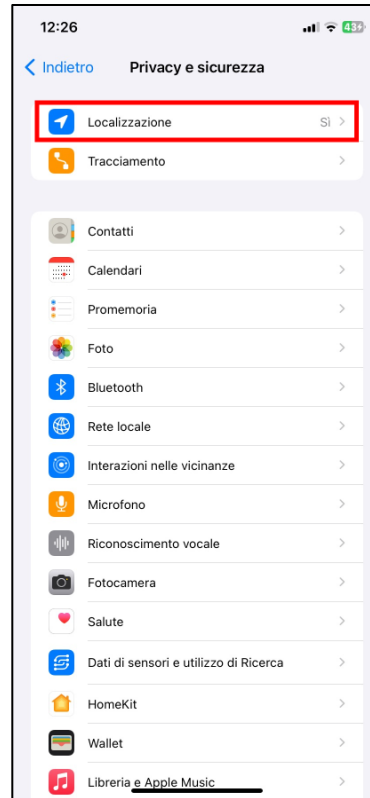 12:26
43
Indietro
Privacy e sicurezza
Localizzazione
Sì
Tracciamento
Contatti
Calendari
Promemoria
Foto
Bluetooth
Rete locale
Interazioni nelle vicinanze
Microfono
Riconoscimento vocale
Fotocamera
Salute
Dati di sensori e utilizzo di Ricerca
HomeKit
Wallet
Libreria e Apple Music